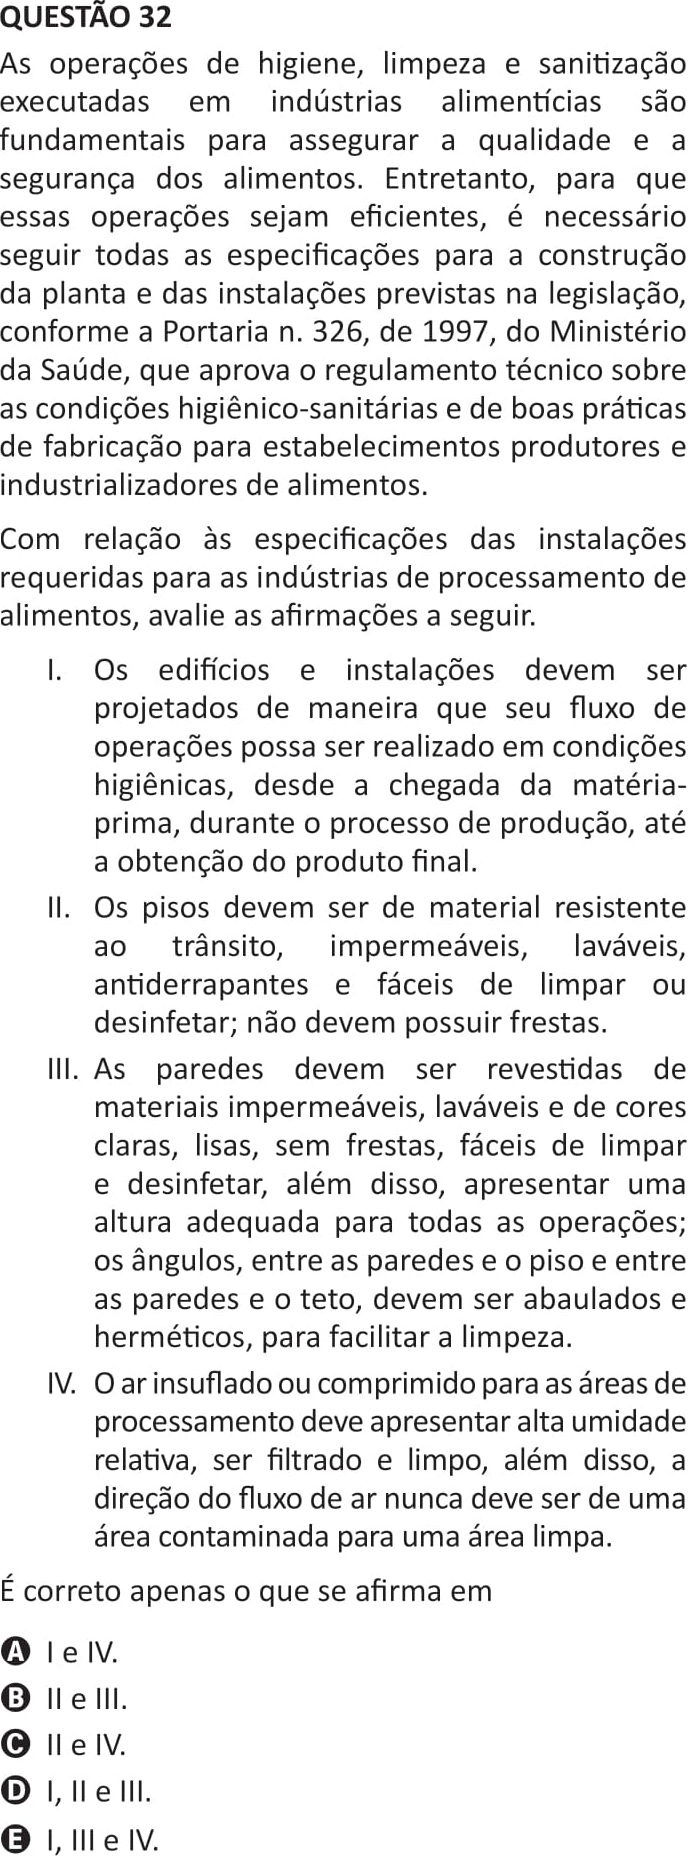 QUESTÃO 32
As operações de higiene, limpeza e sanitização
executadas em indústrias alimentícias são
fundamentais para assegurar a qualidade e a
segurança dos alimentos. Entretanto, para que
essas operações sejam eficientes, é necessário
seguir todas as especificações para a construção
da planta e das instalações previstas na legislação,
conforme a Portaria n. 326, de 1997, do Ministério
da Saúde, que aprova o regulamento técnico sobre
as condições higiênico-sanitárias e de boas práticas
de fabricação para estabelecimentos produtores e
industrializadores de alimentos.
Com relação às especificações das instalações
requeridas para as indústrias de processamento de
alimentos, avalie as afirmações a seguir.
I. Os edifícios e instalações devem ser
projetados de maneira que seu fluxo de
operações possa ser realizado em condições
higiênicas, desde a chegada da matéria-
prima, durante o processo de produção, até
a obtenção do produto final.
II. Os pisos devem ser de material resistente
ao trânsito, impermeáveis, laváveis,
antiderrapantes e fáceis de limpar ou
desinfetar; não devem possuir frestas.
III. As paredes devem ser revestidas de
materiais impermeáveis, laváveis e de cores
claras, lisas, sem frestas, fáceis de limpar
e desinfetar, além disso, apresentar uma
altura adequada para todas as operações;
os ângulos, entre as paredes e o piso e entre
as paredes e o teto, devem ser abaulados e
herméticos, para facilitar a limpeza.
IV. O ar insuflado ou comprimido para as áreas de
processamento deve apresentar alta umidade
relativa, ser filtrado e limpo, além disso, a
direção do fluxo de ar nunca deve ser de uma
área contaminada para uma área limpa.
É correto apenas o que se afirma em
A I e IV.
B II e III.
C II e IV.
D I, II e III.
E I, III e IV.